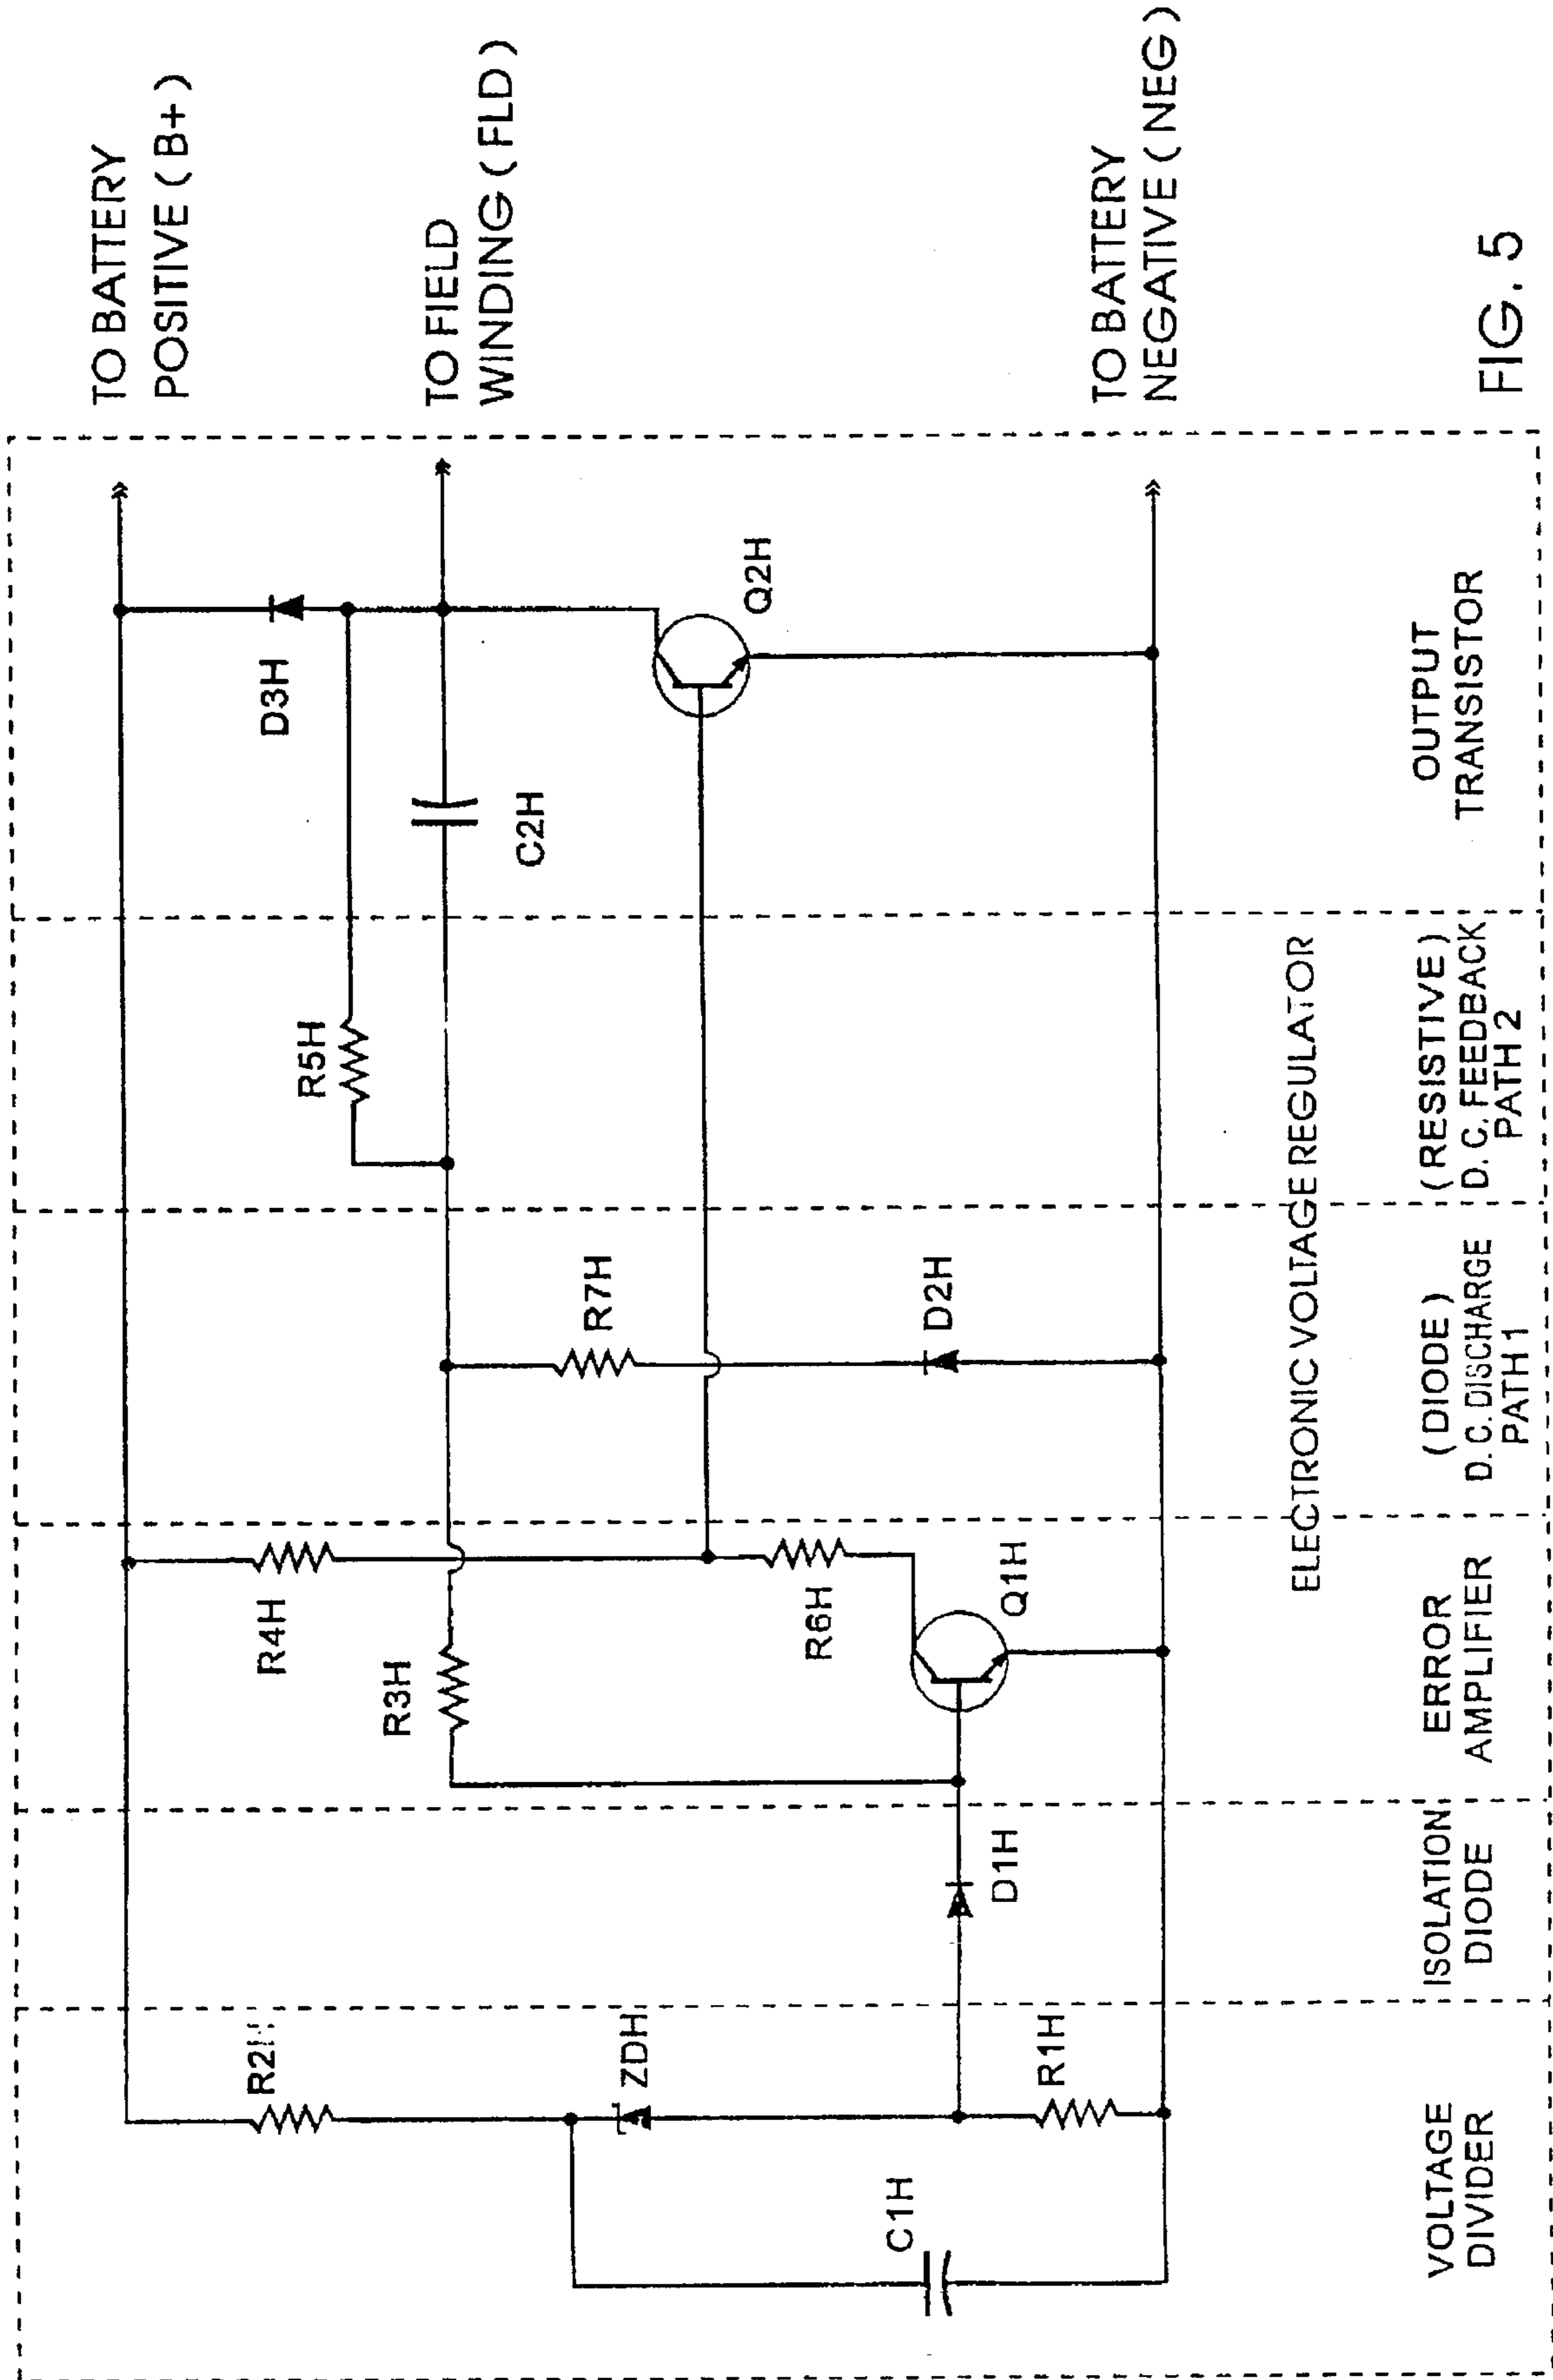 TO BATTERY
POSITIVE ( B+ )
TO FIELD
WINDING ( FLD )
TO BATTERY
NEGATIVE ( NEG )
FIG. 5
D3H
R5H
C2H
Q2H
R4H
R3H
R7H
R6H
D2H
Q1H
D1H
ZDH
R1H
C1H
ELECTRONIC VOLTAGE REGULATOR
VOLTAGE
DIVIDER
ISOLATION
DIODE
ERROR
AMPLIFIER
( DIODE )
D. C. DISCHARGE
PATH 1
( RESISTIVE )
D. C. FEEDBACK
PATH 2
OUTPUT
TRANSISTOR